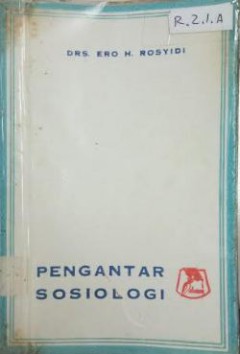 R.2.1.A
DRS. ERO H. ROSYIDI
PENGANTAR
SOSIOLOGI